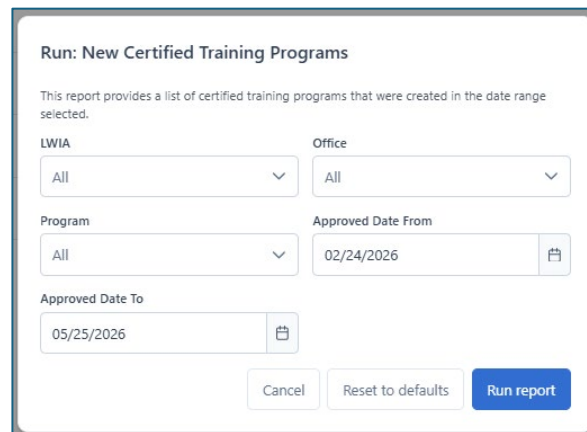 Run: New Certified Training Programs
This report provides a list of certified training programs that were created in the date range
selected.
LWIA
Office
All
All
Program
Approved Date From
All
02/24/2026
Approved Date To
05/25/2026
Cancel
Reset to defaults
Run report